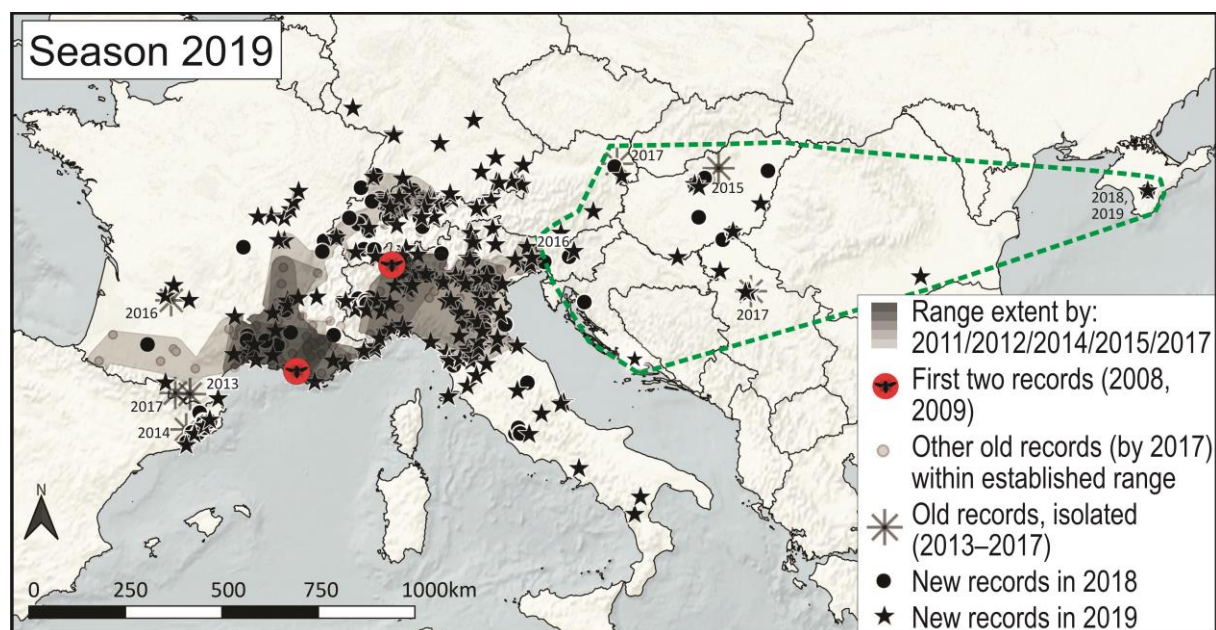 Season 2019
2017
2015
2018,
2019
2016
2016
2017
2013
2017
2014
N
0 250 500 750 1000km
Range extent by:
2011/2012/2014/2015/2017
First two records (2008,
2009)
Other old records (by 2017)
within established range
Old records, isolated
(2013–2017)
New records in 2018
New records in 2019